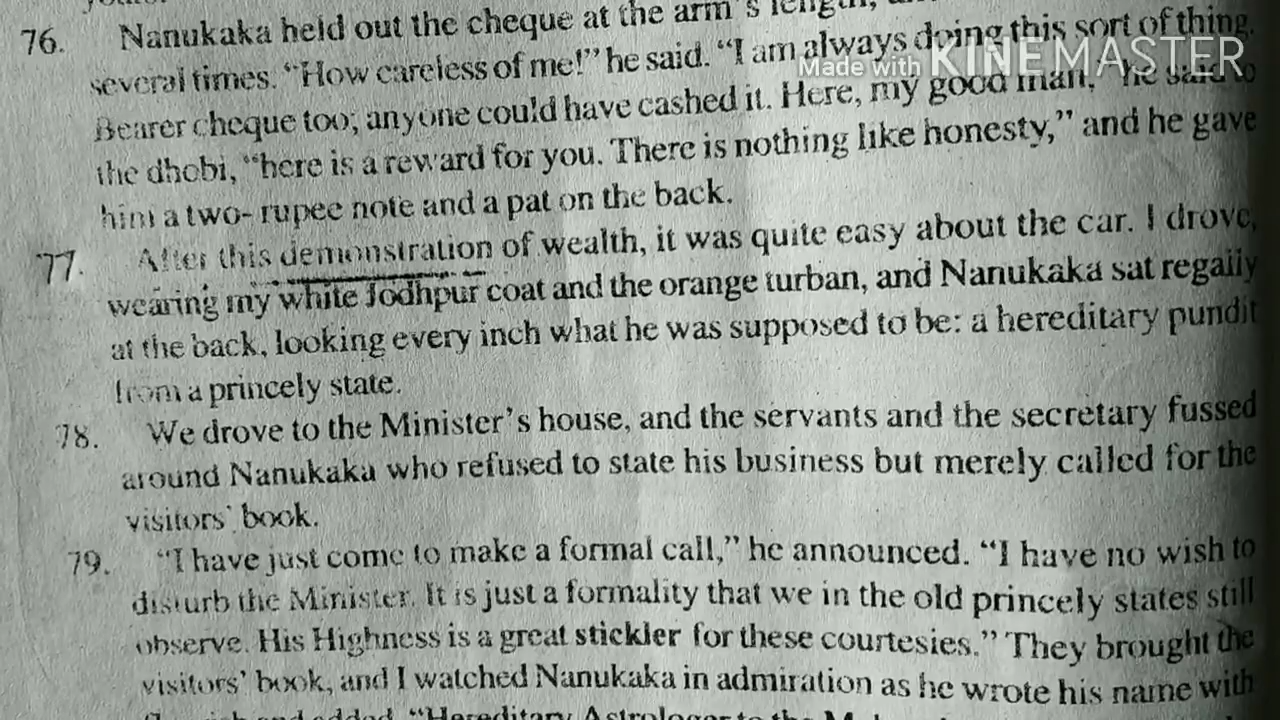 76. Nanukaka held out the cheque at the arm's length,
several times. "How careless of me!" he said. "I am always doing this sort of thing.
Made with KINEMASTER
Bearer cheque too; anyone could have cashed it. Here, my good man," he said to
the dhobi, "here is a reward for you. There is nothing like honesty," and he gave
him a two- rupee note and a pat on the back.
77. After this demonstration of wealth, it was quite easy about the car. I drove,
wearing my white Jodhpur coat and the orange turban, and Nanukaka sat regally
at the back, looking every inch what he was supposed to be: a hereditary pundit
from a princely state.
78. We drove to the Minister's house, and the servants and the secretary fussed
around Nanukaka who refused to state his business but merely called for the
visitors' book.
79. "I have just come to make a formal call," he announced. "I have no wish to
disturb the Minister. It is just a formality that we in the old princely states still
observe. His Highness is a great stickler for these courtesies." They brought the
visitors' book, and I watched Nanukaka in admiration as he wrote his name with
and added, "Hereditary Astrologer to the